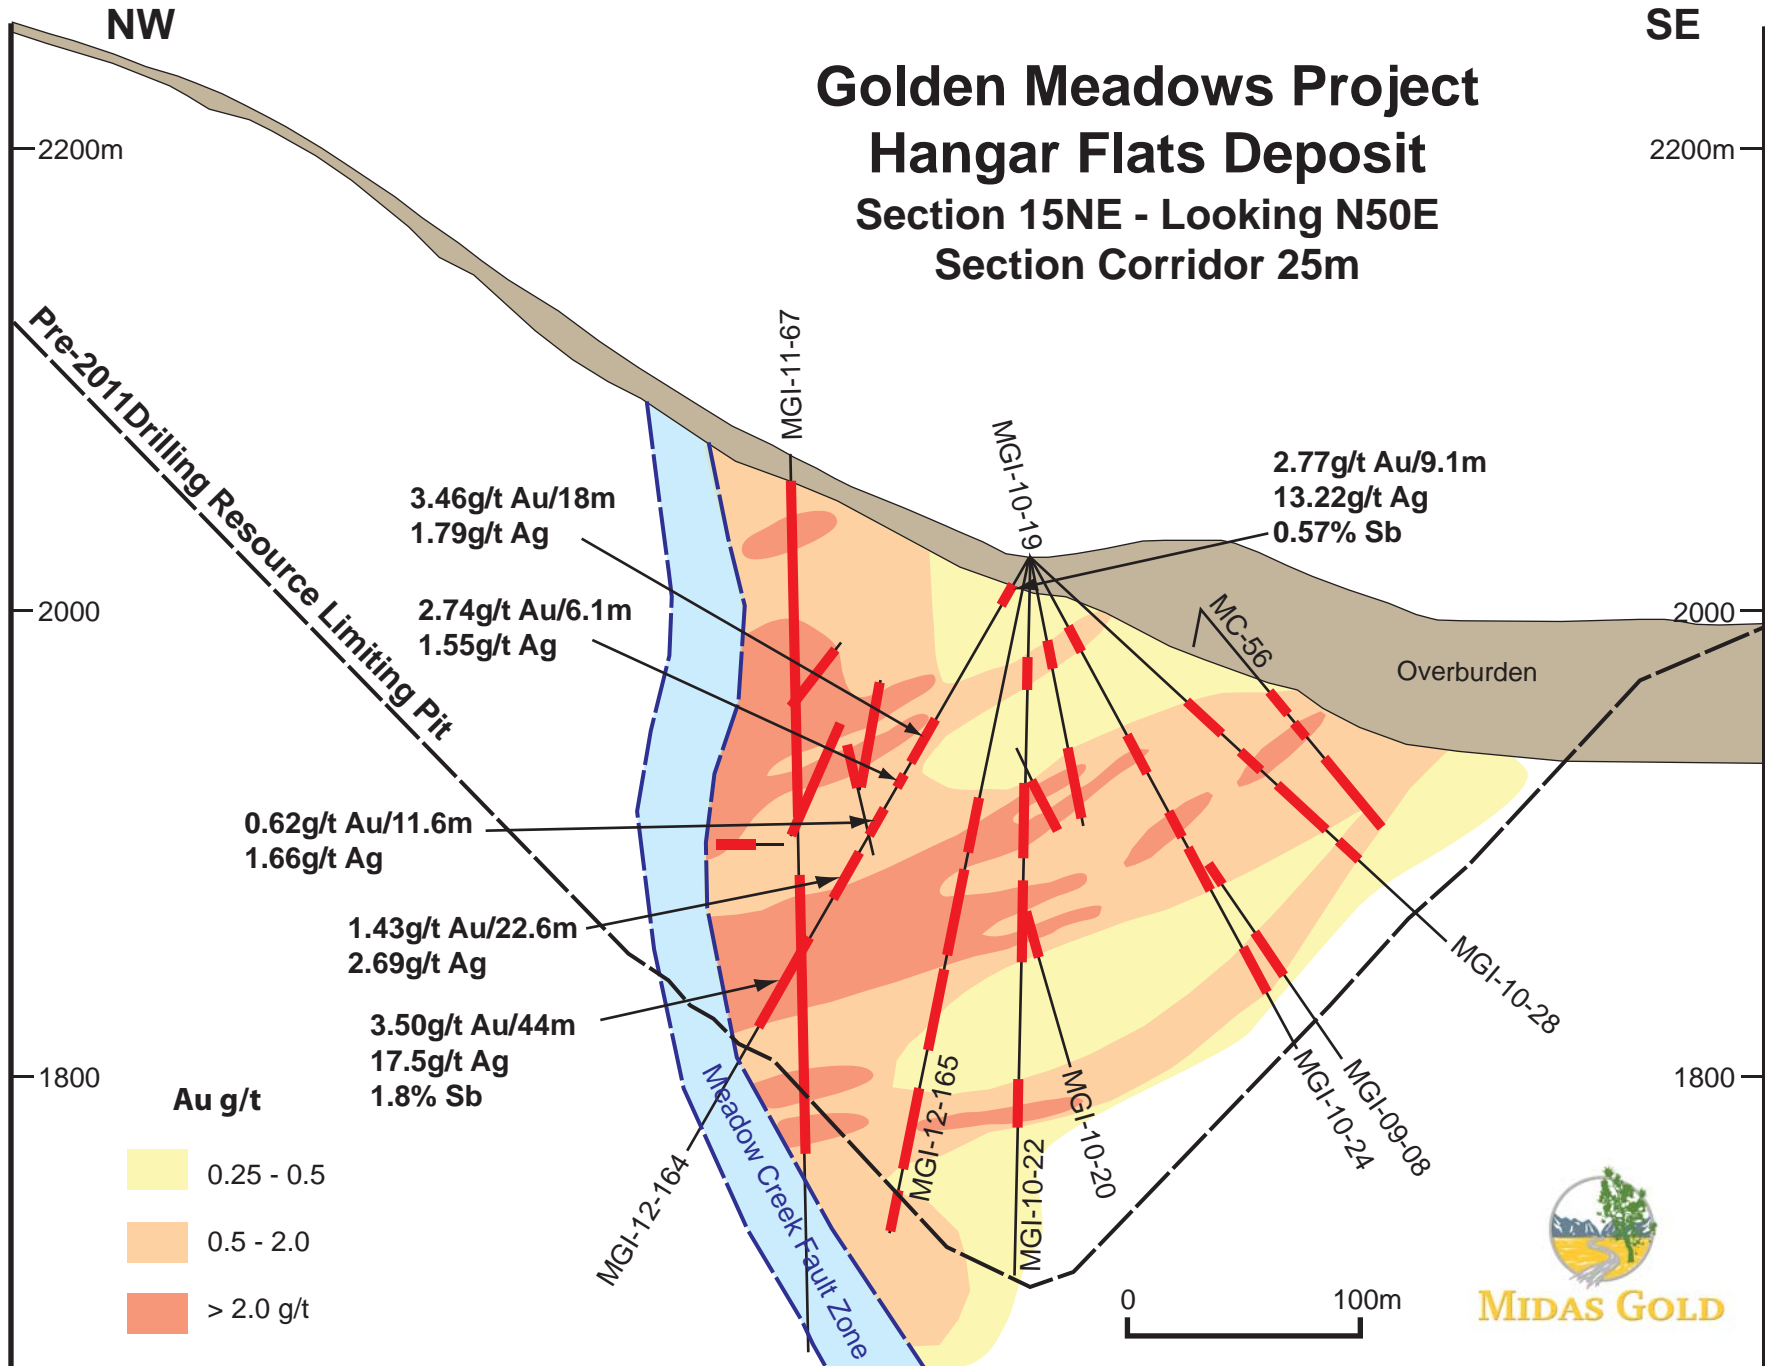 NW
SE
Golden Meadows Project
Hangar Flats Deposit
Section 15NE - Looking N50E
Section Corridor 25m
2200m
2200m
Pre-2011Drilling Resource Limiting Pit
MGI-11-67
MGI-10-19
2.77g/t Au/9.1m
13.22g/t Ag
0.57% Sb
3.46g/t Au/18m
1.79g/t Ag
2000
2000
2.74g/t Au/6.1m
1.55g/t Ag
MC-56
Overburden
0.62g/t Au/11.6m
1.66g/t Ag
1.43g/t Au/22.6m
2.69g/t Ag
3.50g/t Au/44m
17.5g/t Ag
1.8% Sb
1800
1800
MGI-12-164
Meadow Creek Fault Zone
MGI-12-165
MGI-10-22
MGI-10-20
MGI-10-24
MGI-09-08
MGI-10-28
Au g/t
0.25 - 0.5
0.5 - 2.0
> 2.0 g/t
0
100m
MIDAS GOLD